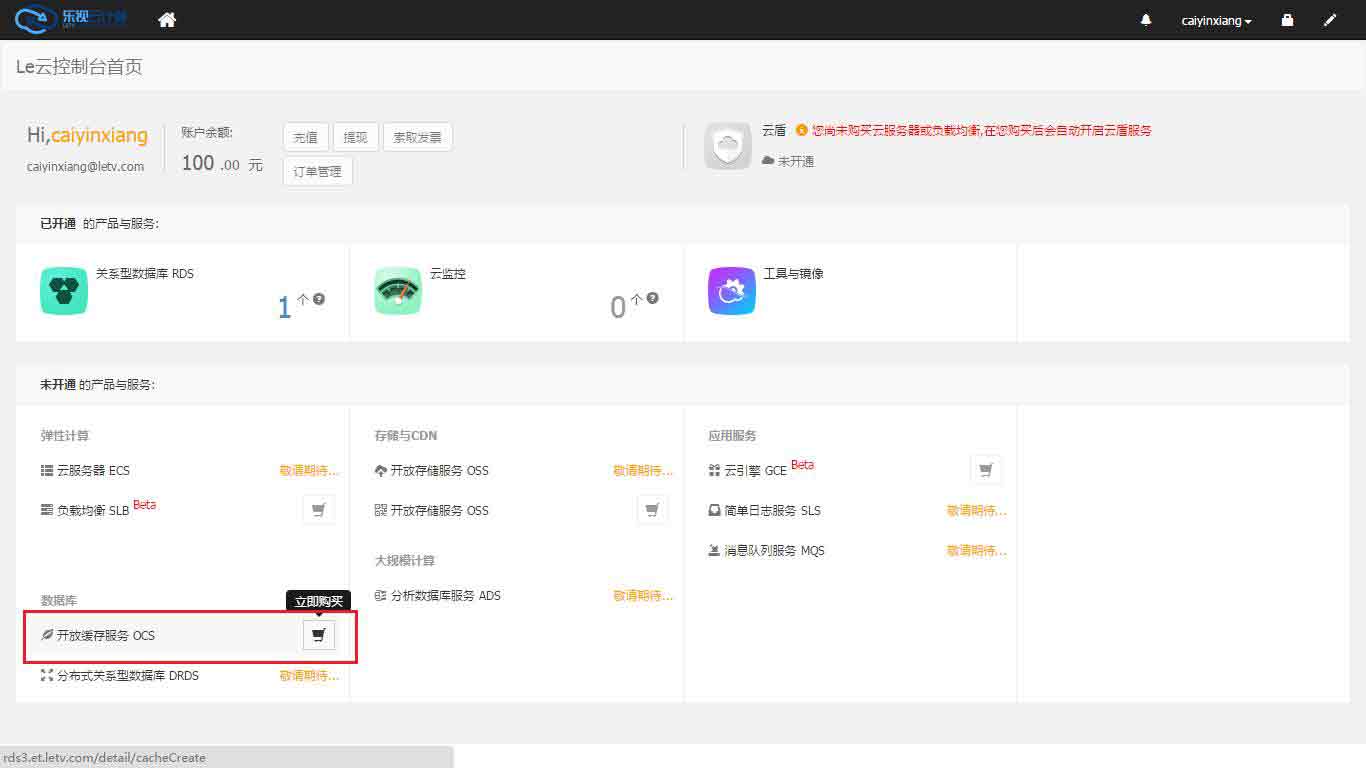 乐视云计算
LETV
caiyinxiang
Le云控制台首页
Hi,caiyinxiang
caiyinxiang@letv.com
账户余额:
100 .00 元
充值 提现 索取发票
订单管理
云盾 您尚未购买云服务器或负载均衡,在您购买后会自动开启云盾服务
未开通
已开通 的产品与服务:
关系型数据库 RDS
1 个 ?
云监控
0 个 ?
工具与镜像
未开通 的产品与服务:
弹性计算
云服务器 ECS 敬请期待...
负载均衡 SLB Beta
数据库
立即购买
开放缓存服务 OCS
分布式关系型数据库 DRDS 敬请期待...
存储与CDN
开放存储服务 OSS 敬请期待...
开放存储服务 OSS
大规模计算
分析数据库服务 ADS 敬请期待...
应用服务
云引擎 GCE Beta
简单日志服务 SLS 敬请期待...
消息队列服务 MQS 敬请期待...
rds3.et.letv.com/detail/cacheCreate